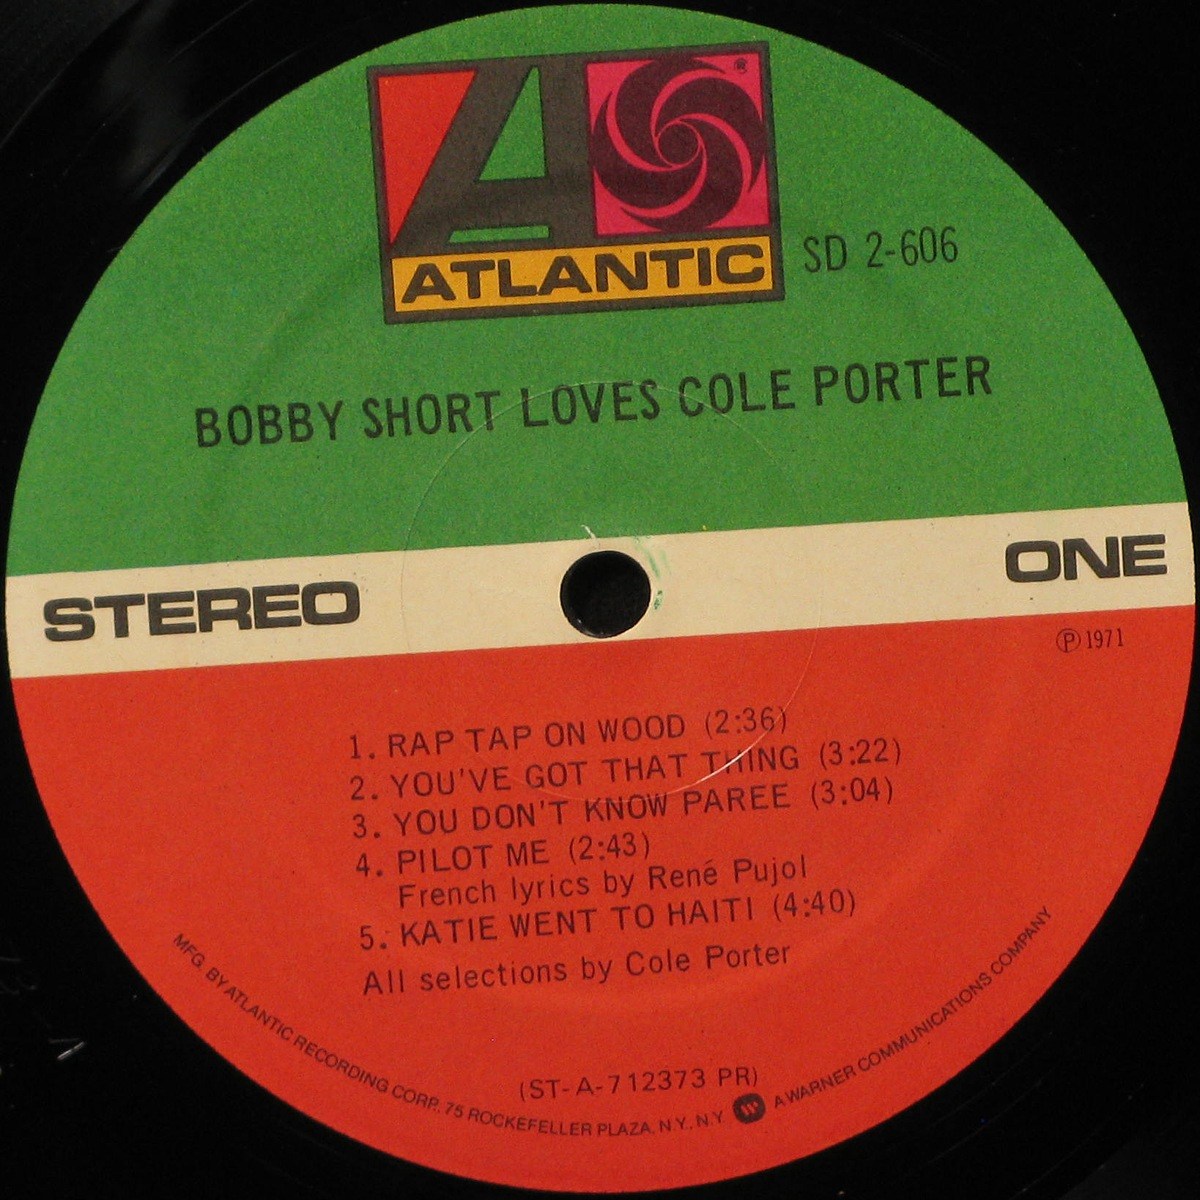 ®
ATLANTIC
SD 2-606
BOBBY SHORT LOVES COLE PORTER
STEREO
ONE
Ⓟ 1971
1. RAP TAP ON WOOD (2:36)
2. YOU'VE GOT THAT THING (3:22)
3. YOU DON'T KNOW PAREE (3:04)
4. PILOT ME (2:43)
French lyrics by René Pujol
5. KATIE WENT TO HAITI (4:40)
All selections by Cole Porter
(ST-A-712373 PR)
MFG. BY ATLANTIC RECORDING CORP., 75 ROCKEFELLER PLAZA, N.Y., N.Y. A WARNER COMMUNICATIONS COMPANY